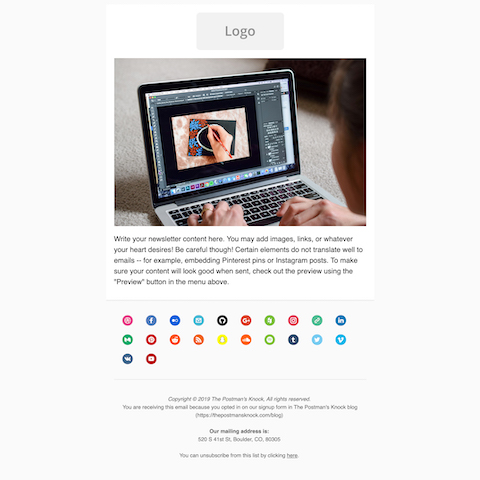 Logo
Write your newsletter content here. You may add images, links, or whatever
your heart desires! Be careful though! Certain elements do not translate well to
emails -- for example, embedding Pinterest pins or Instagram posts. To make
sure your content will look good when sent, check out the preview using the
"Preview" button in the menu above.
Copyright © 2019 The Postman's Knock, All rights reserved.
You are receiving this email because you opted in on our signup form in The Postman's Knock blog
(https://thepostmansknock.com/blog)
Our mailing address is:
520 S 41st St, Boulder, CO, 80305
You can unsubscribe from this list by clicking here.